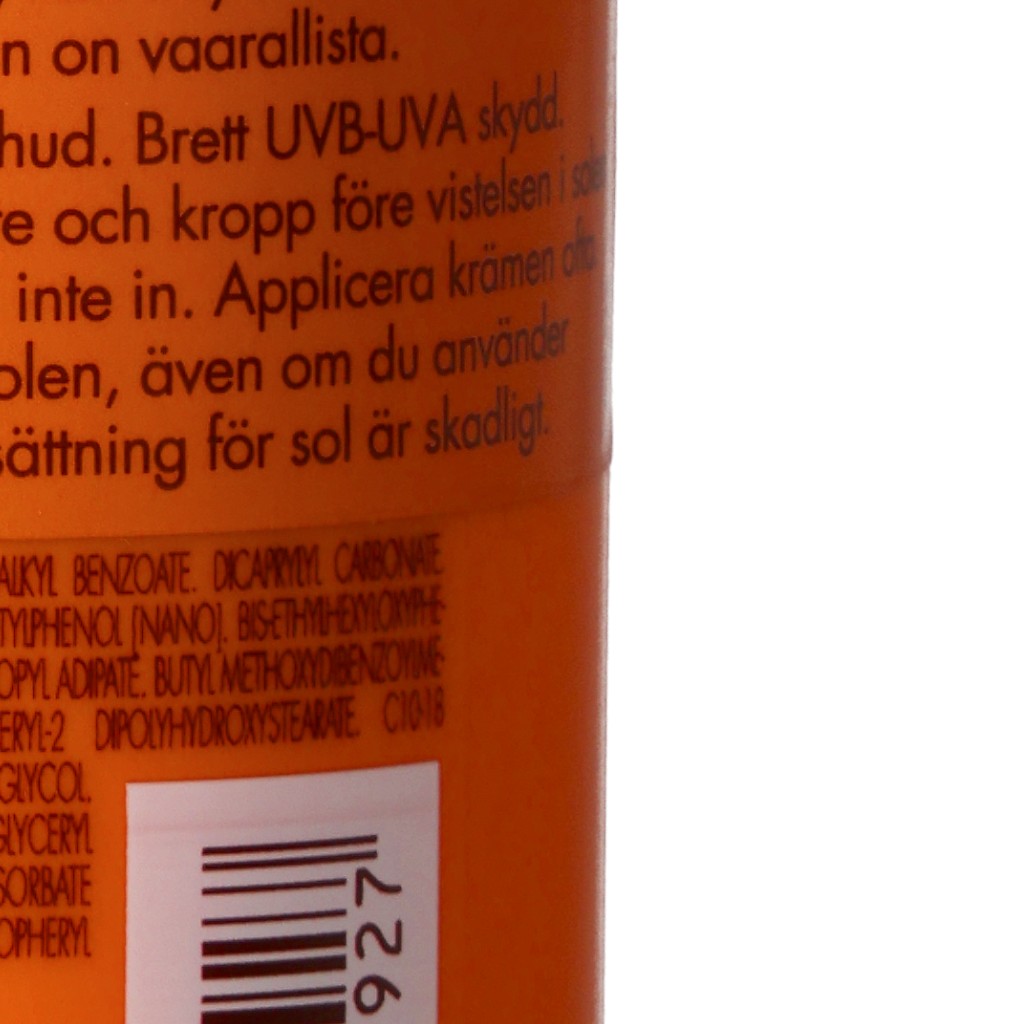 n on vaarallista.
hud. Brett UVB-UVA skydd.
re och kropp före vistelsen i solen
inte in. Applicera krämen ofta
olen, även om du använder
sättning för sol är skadligt.
ALKYL BENZOATE. DICAPRYLYL CARBONATE
TYLPHENOL [NANO]. BIS-ETHYLHEXYLOXYPHE-
OPYL ADIPATE. BUTYL METHOXYDIBENZOYLME-
ERYL-2 DIPOLYHYDROXYSTEARATE. C10-18
GLYCOL.
GLYCERYL
SORBATE
OPHERYL
927